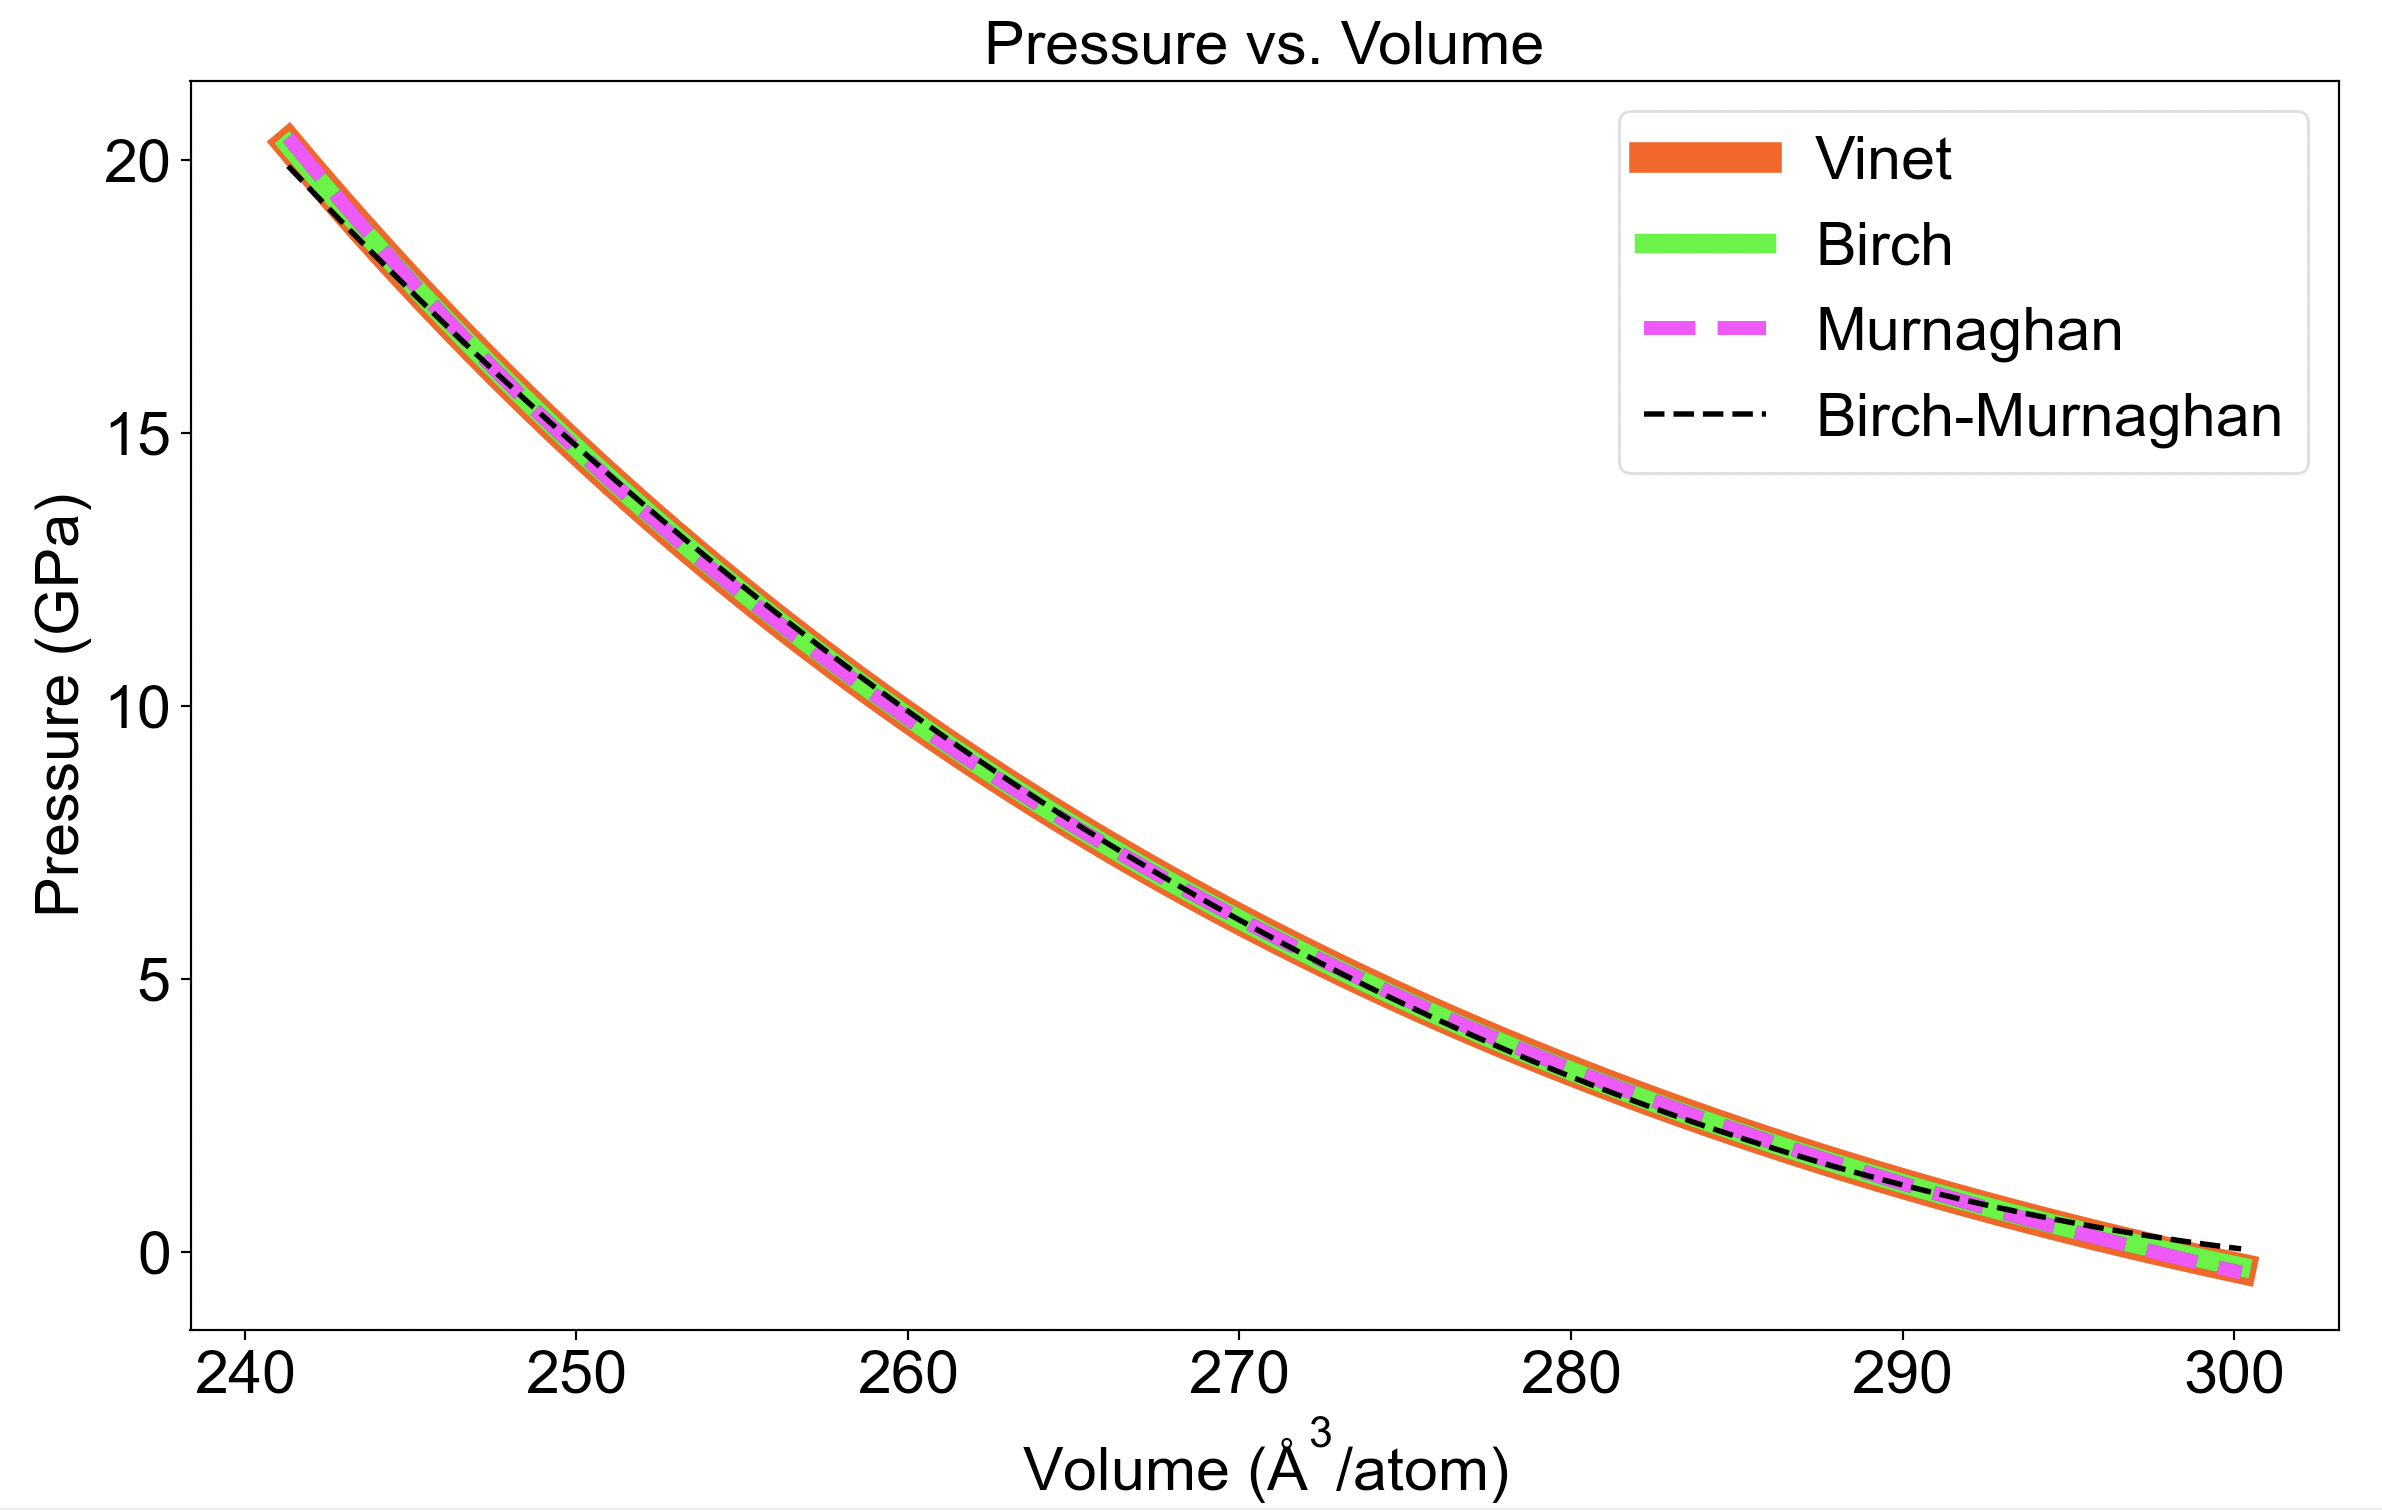 Pressure vs. Volume
Vinet
Birch
Murnaghan
Birch-Murnaghan
Pressure (GPa)
20
15
10
5
0
240 250 260 270 280 290 300
Volume (Å³/atom)